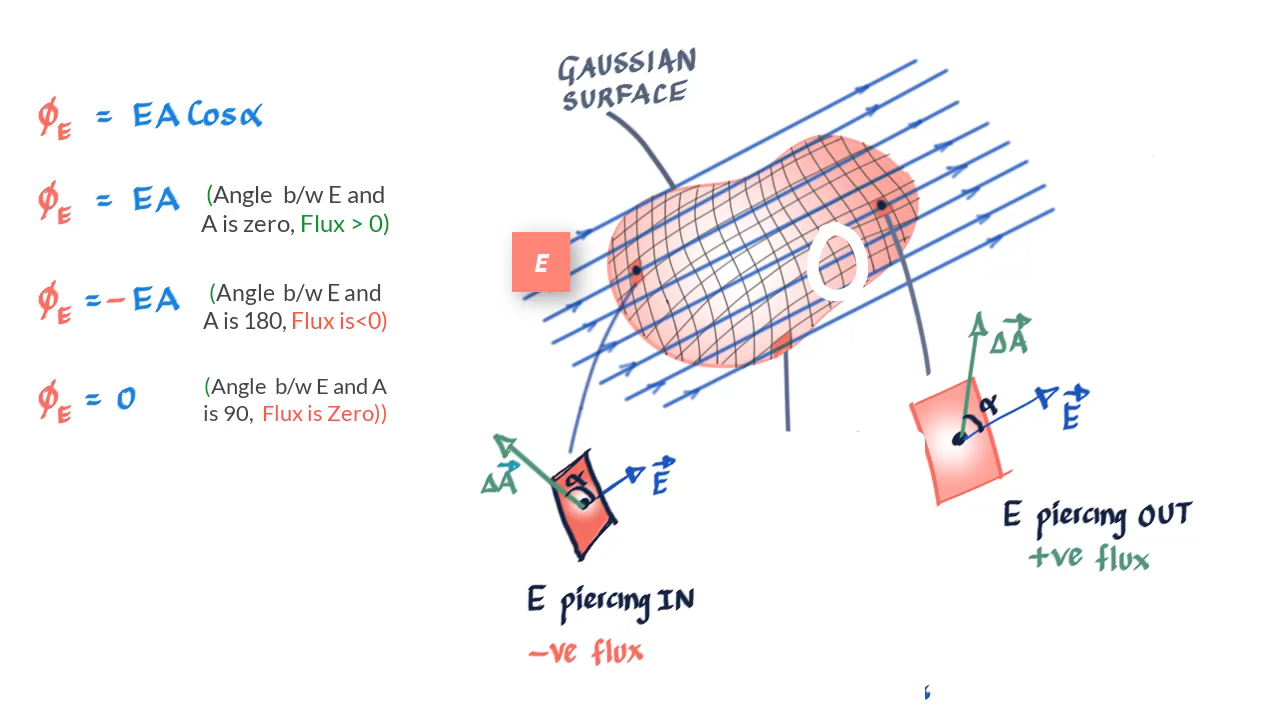 GAUSSIAN
SURFACE
ϕE = EA Cosα
ϕE = EA (Angle b/w E and
A is zero, Flux > 0)
ϕE = -EA (Angle b/w E and
A is 180, Flux is<0)
ϕE = 0 (Angle b/w E and A
is 90, Flux is Zero))
E
ΔA⃗
α
E⃗
ΔA⃗
α
E⃗
E piercing IN
-ve flux
E piercing OUT
+ve flux